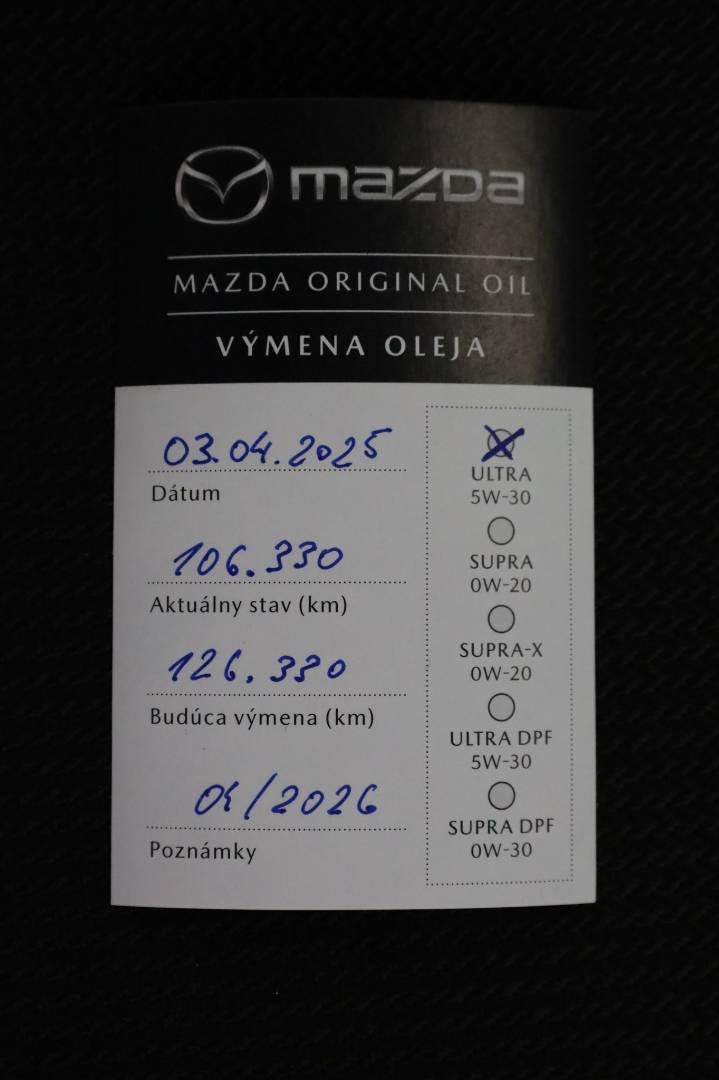 mazda
MAZDA ORIGINAL OIL
VÝMENA OLEJA
03.04.2025
Dátum
106.330
Aktuálny stav (km)
126.330
Budúca výmena (km)
04/2026
Poznámky
ULTRA
5W-30
SUPRA
0W-20
SUPRA-X
0W-20
ULTRA DPF
5W-30
SUPRA DPF
0W-30